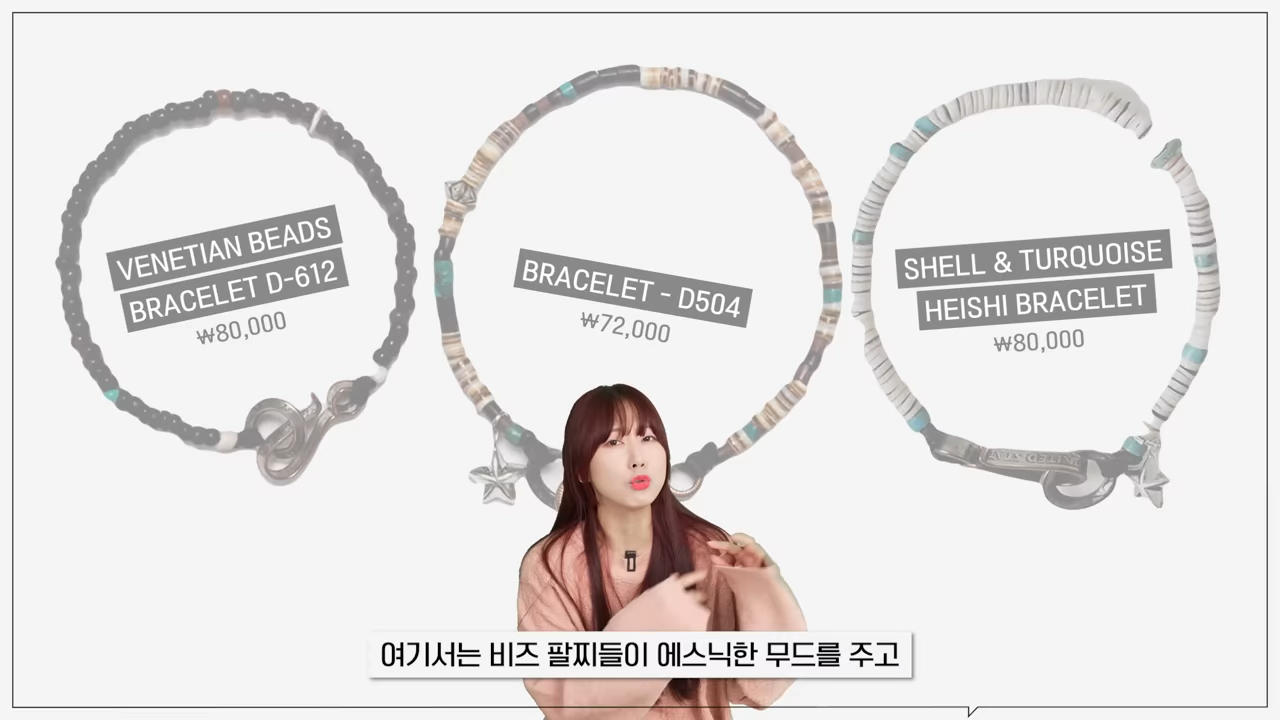 VENETIAN BEADS
BRACELET D-612
₩80,000
BRACELET - D504
₩72,000
SHELL & TURQUOISE
HEISHI BRACELET
₩80,000
여기서는 비즈 팔찌들이 에스닉한 무드를 주고